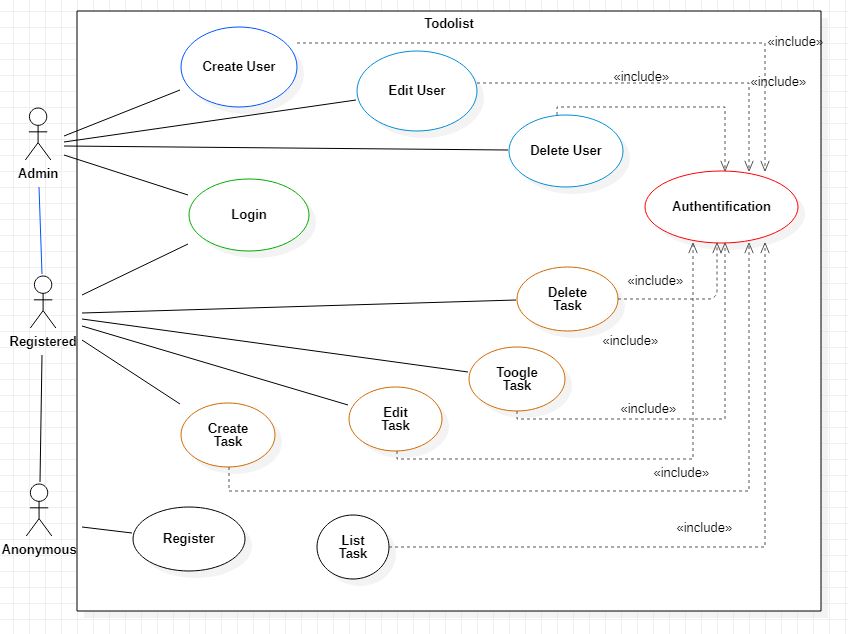 Todolist
Create User
«include»
Edit User
«include»
«include»
Admin
Delete User
Login
Authentification
Registered
Delete
Task
«include»
«include»
Toogle
Task
Edit
Task
«include»
Create
Task
«include»
Anonymous
Register
List
Task
«include»